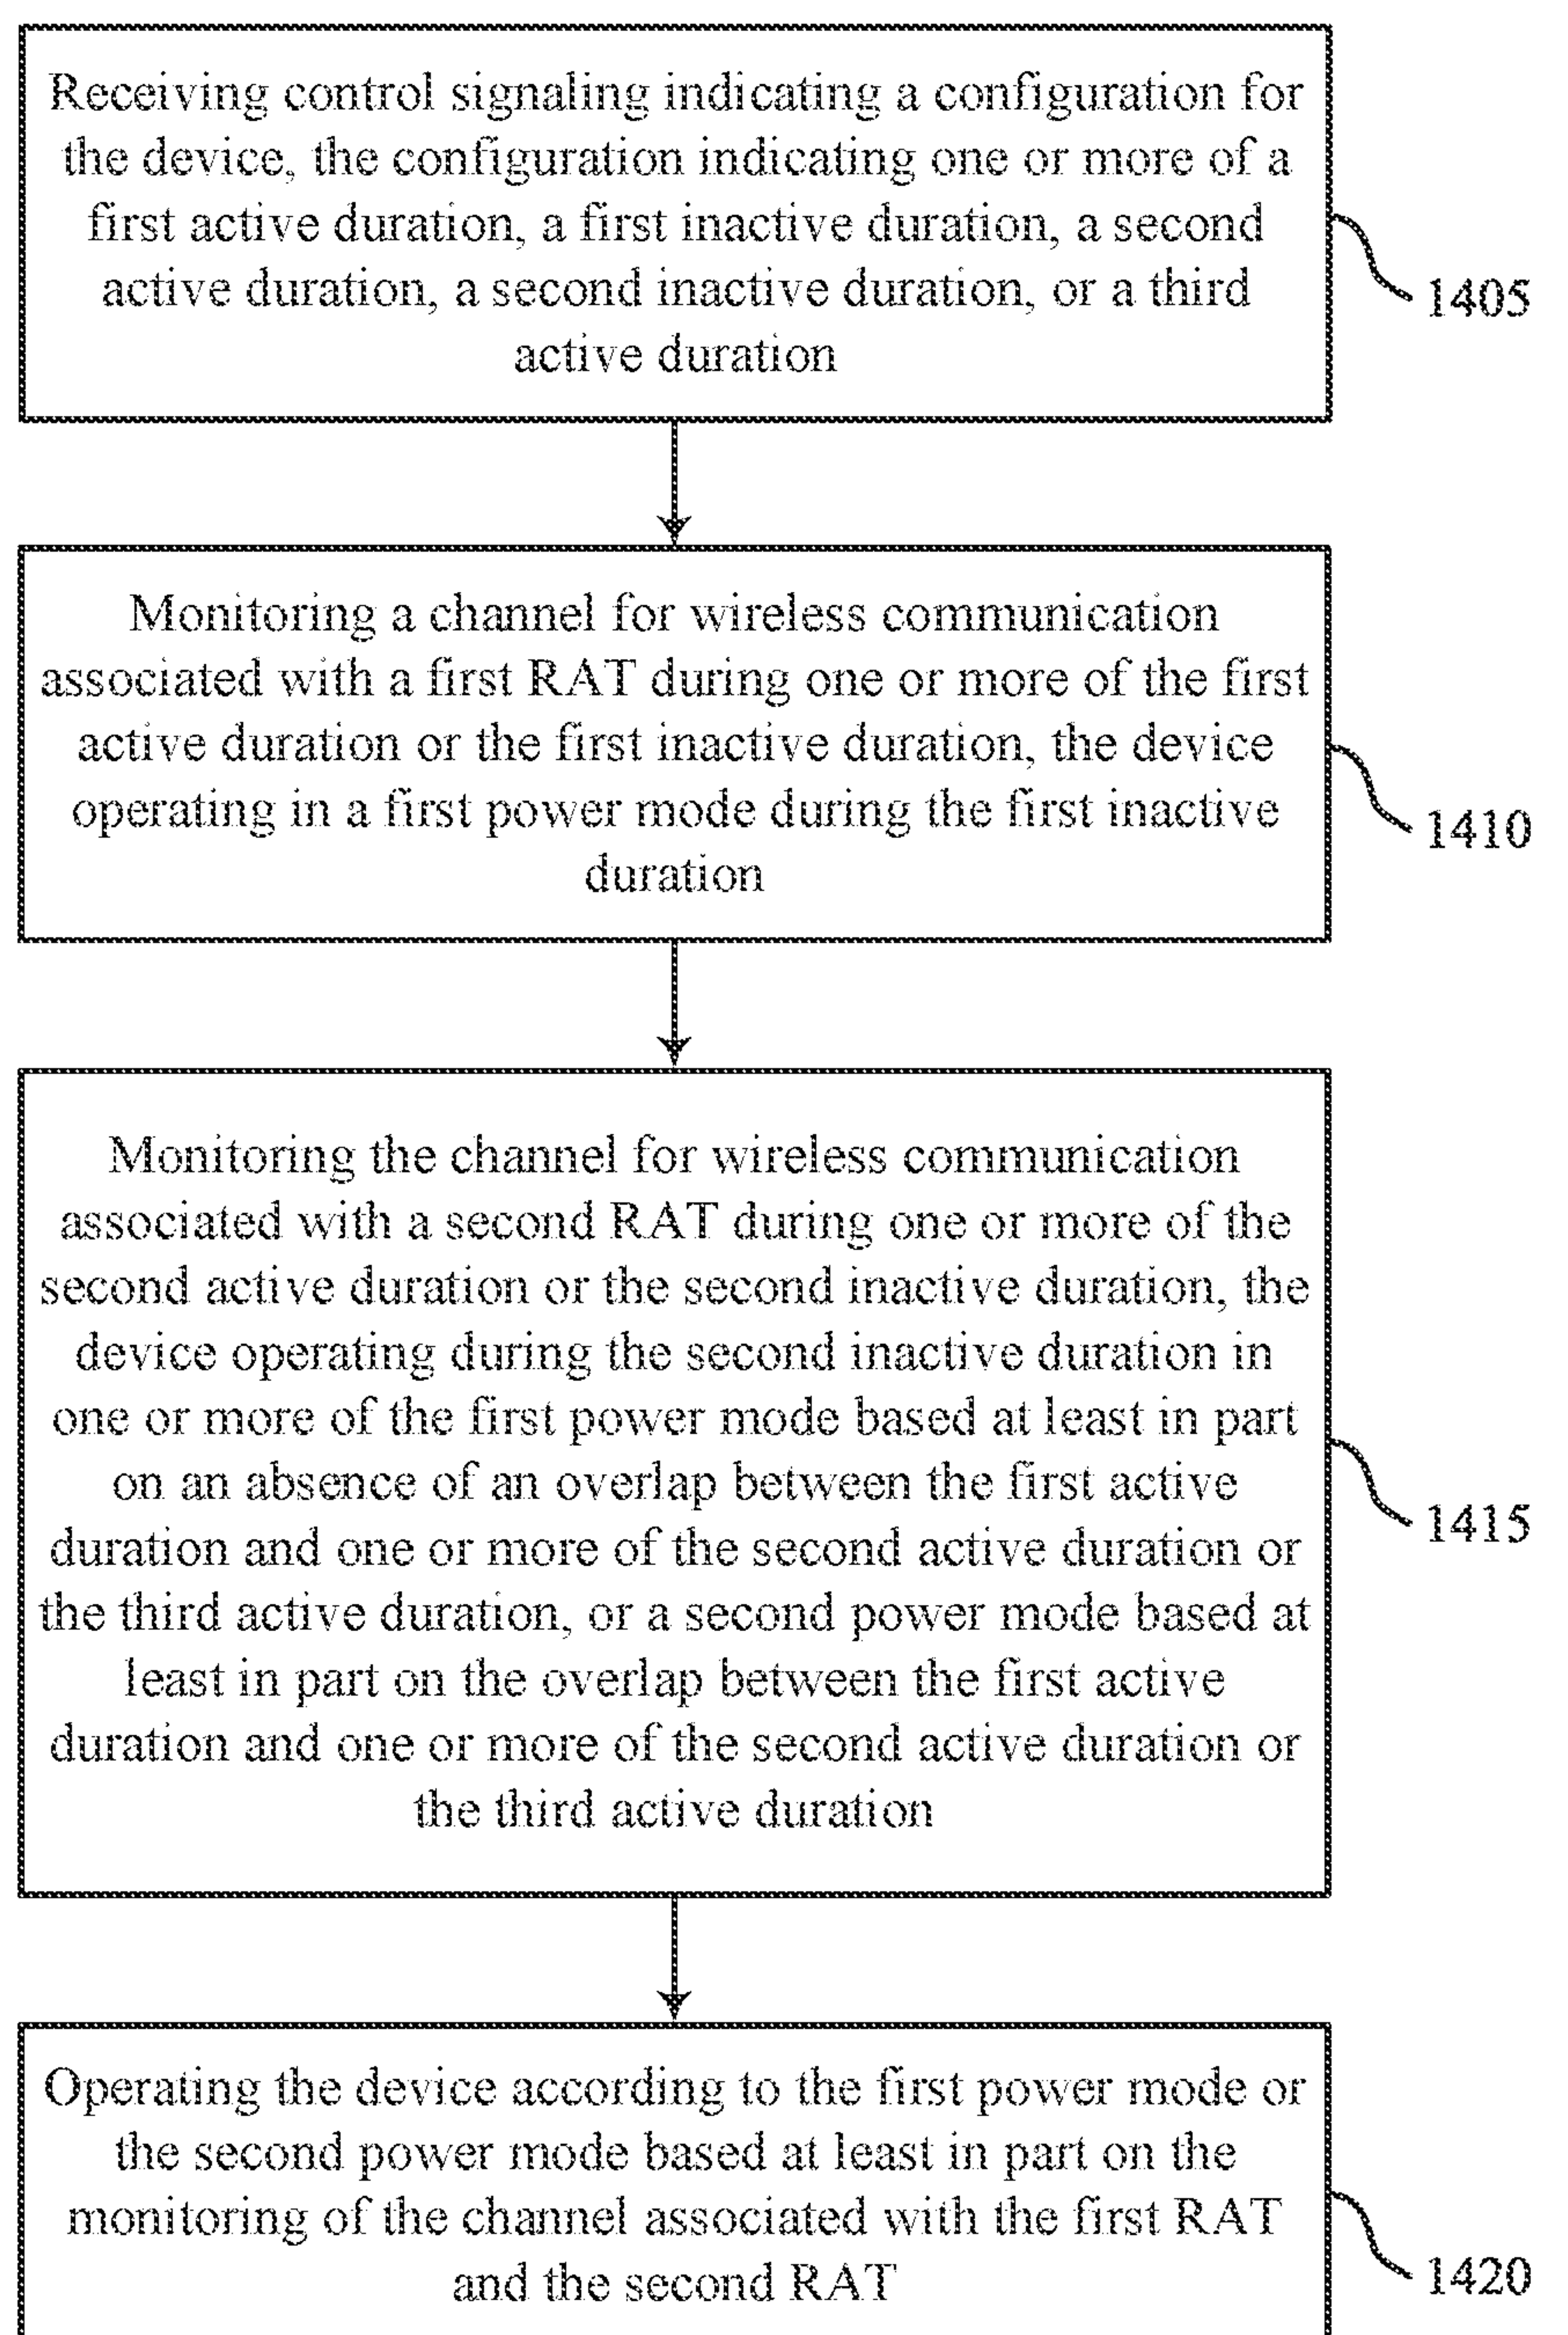 Receiving control signaling indicating a configuration for
the device, the configuration indicating one or more of a
first active duration, a first inactive duration, a second
active duration, a second inactive duration, or a third
active duration
1405
Monitoring a channel for wireless communication
associated with a first RAT during one or more of the first
active duration or the first inactive duration, the device
operating in a first power mode during the first inactive
duration
1410
Monitoring the channel for wireless communication
associated with a second RAT during one or more of the
second active duration or the second inactive duration, the
device operating during the second inactive duration in
one or more of the first power mode based at least in part
on an absence of an overlap between the first active
duration and one or more of the second active duration or
the third active duration, or a second power mode based at
least in part on the overlap between the first active
duration and one or more of the second active duration or
the third active duration
1415
Operating the device according to the first power mode or
the second power mode based at least in part on the
monitoring of the channel associated with the first RAT
and the second RAT
1420